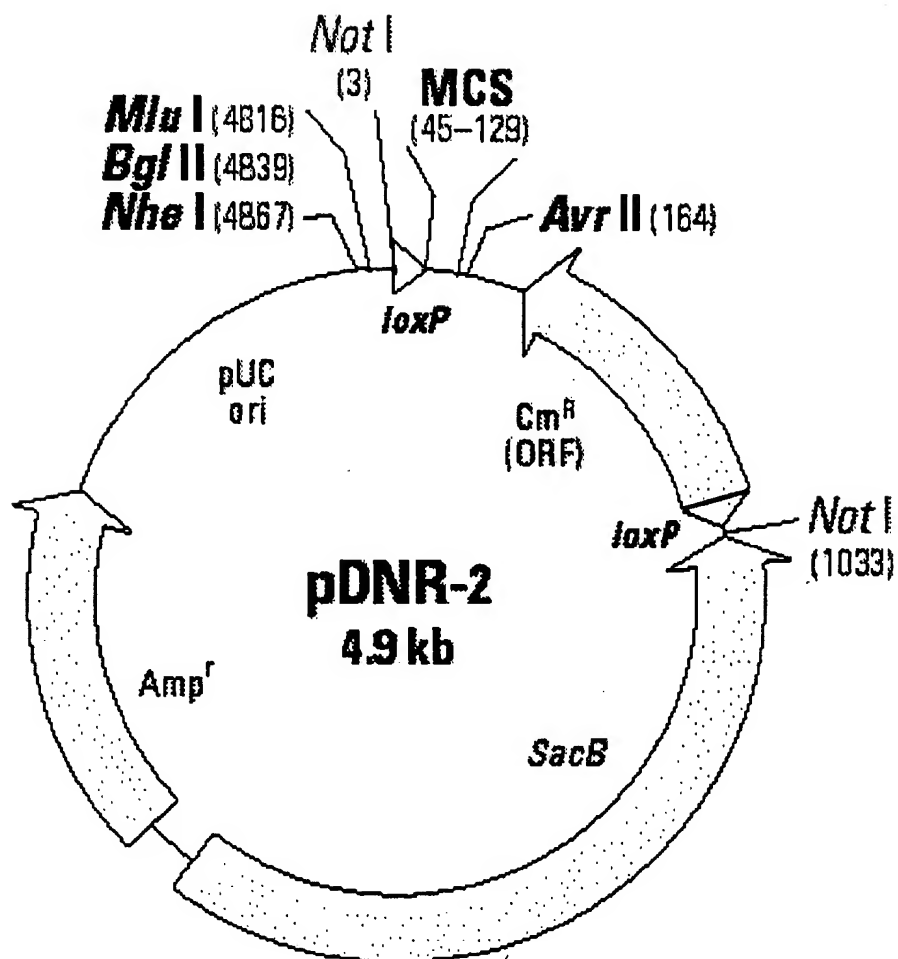 Not I
(3)
MCS
(45–129)
Mlu I (4816)
Bgl II (4839)
Nhe I (4867)
Avr II (164)
loxP
pUC
ori
Cm^R
(ORF)
loxP
Not I
(1033)
pDNR-2
4.9 kb
Amp^r
SacB